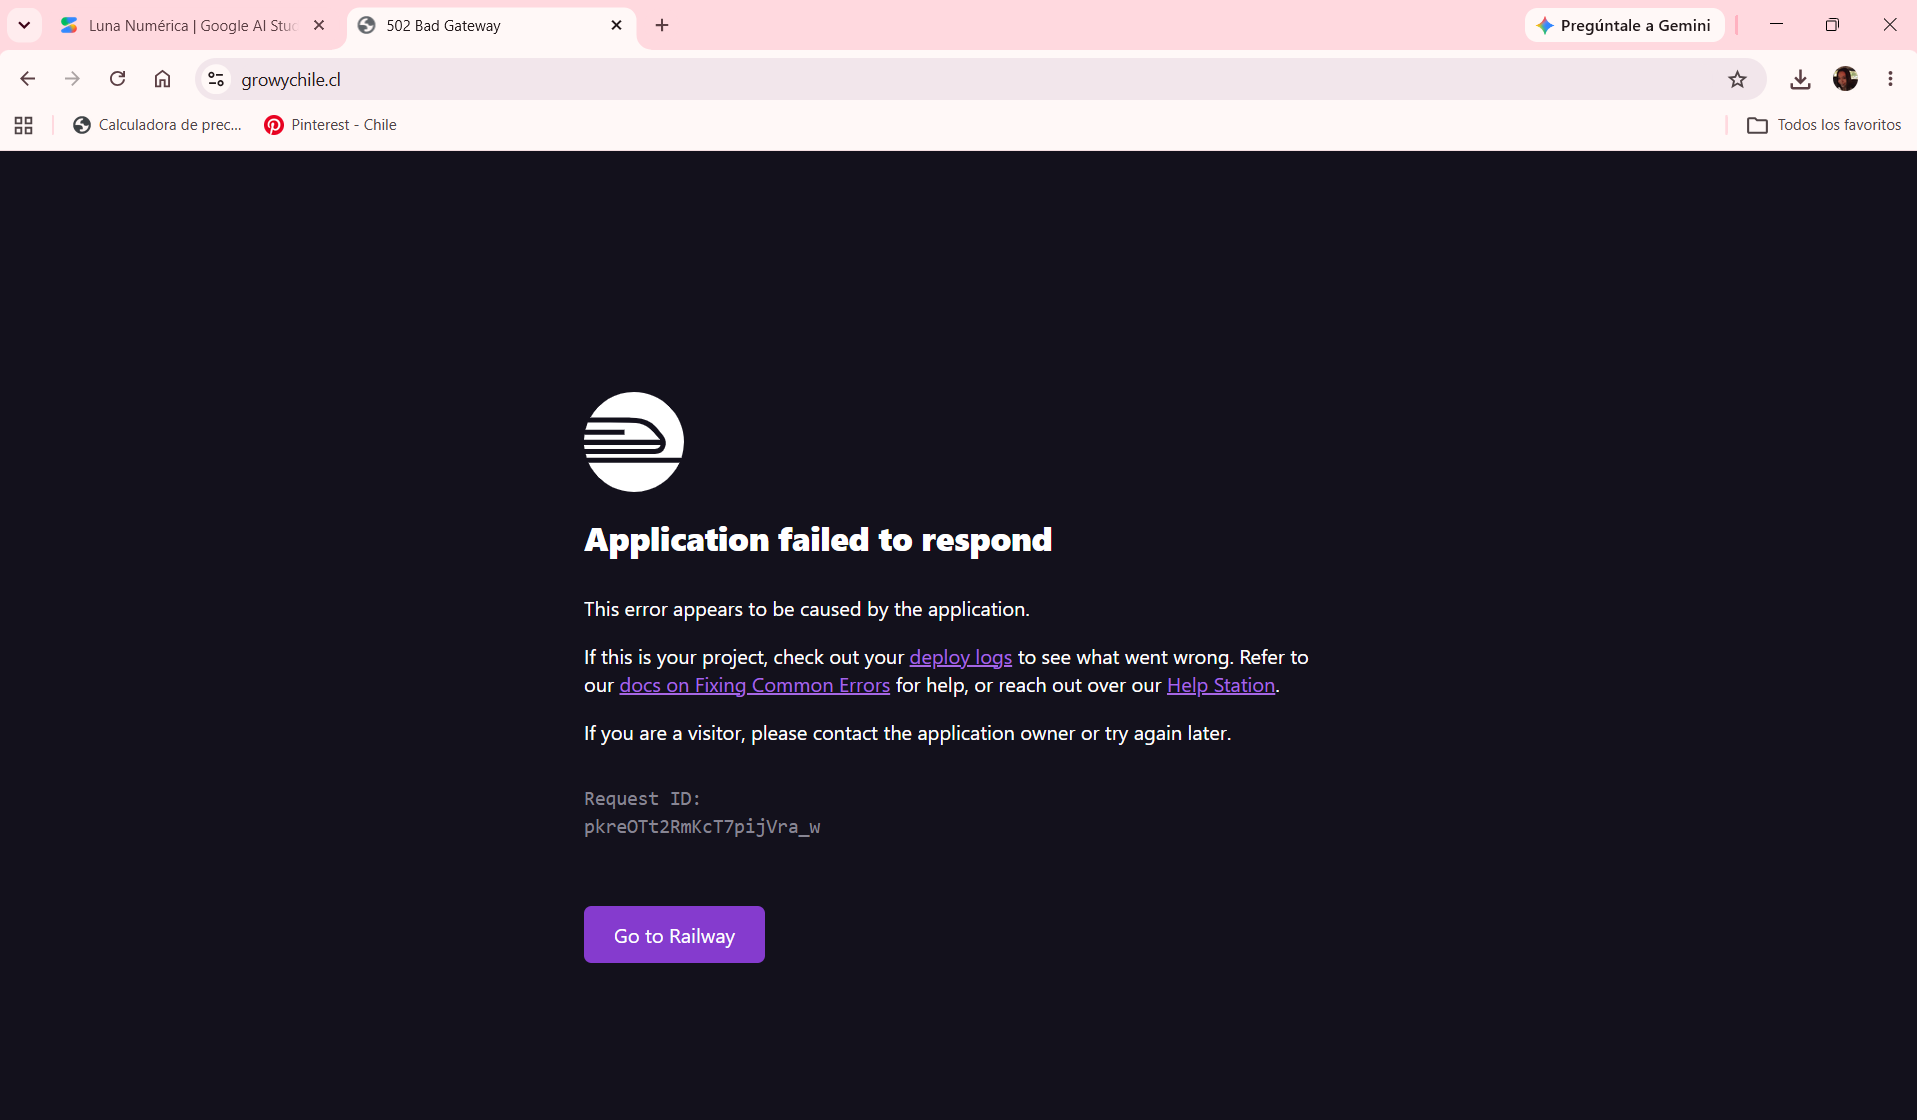 Luna Numérica | Google AI Stuc
502 Bad Gateway
Pregúntale a Gemini
growychile.cl
Calculadora de prec...
Pinterest - Chile
Todos los favoritos
Application failed to respond
This error appears to be caused by the application.
If this is your project, check out your deploy logs to see what went wrong. Refer to
our docs on Fixing Common Errors for help, or reach out over our Help Station.
If you are a visitor, please contact the application owner or try again later.
Request ID:
pkreOTt2RmKcT7pijVra_w
Go to Railway